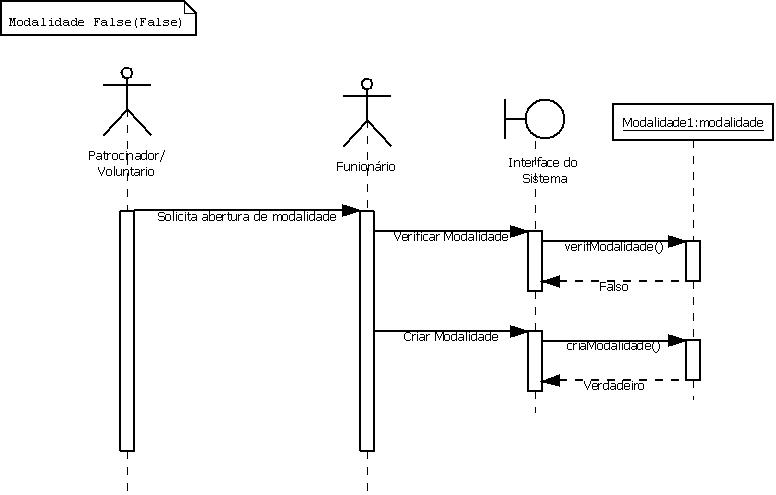 Modalidade False(False)
Patrocinador/
Voluntario
Funionário
Interface do
Sistema
Modalidade1:modalidade
Solicita abertura de modalidade
Verificar Modalidade
verifModalidade()
Falso
Criar Modalidade
criaModalidade()
Verdadeiro